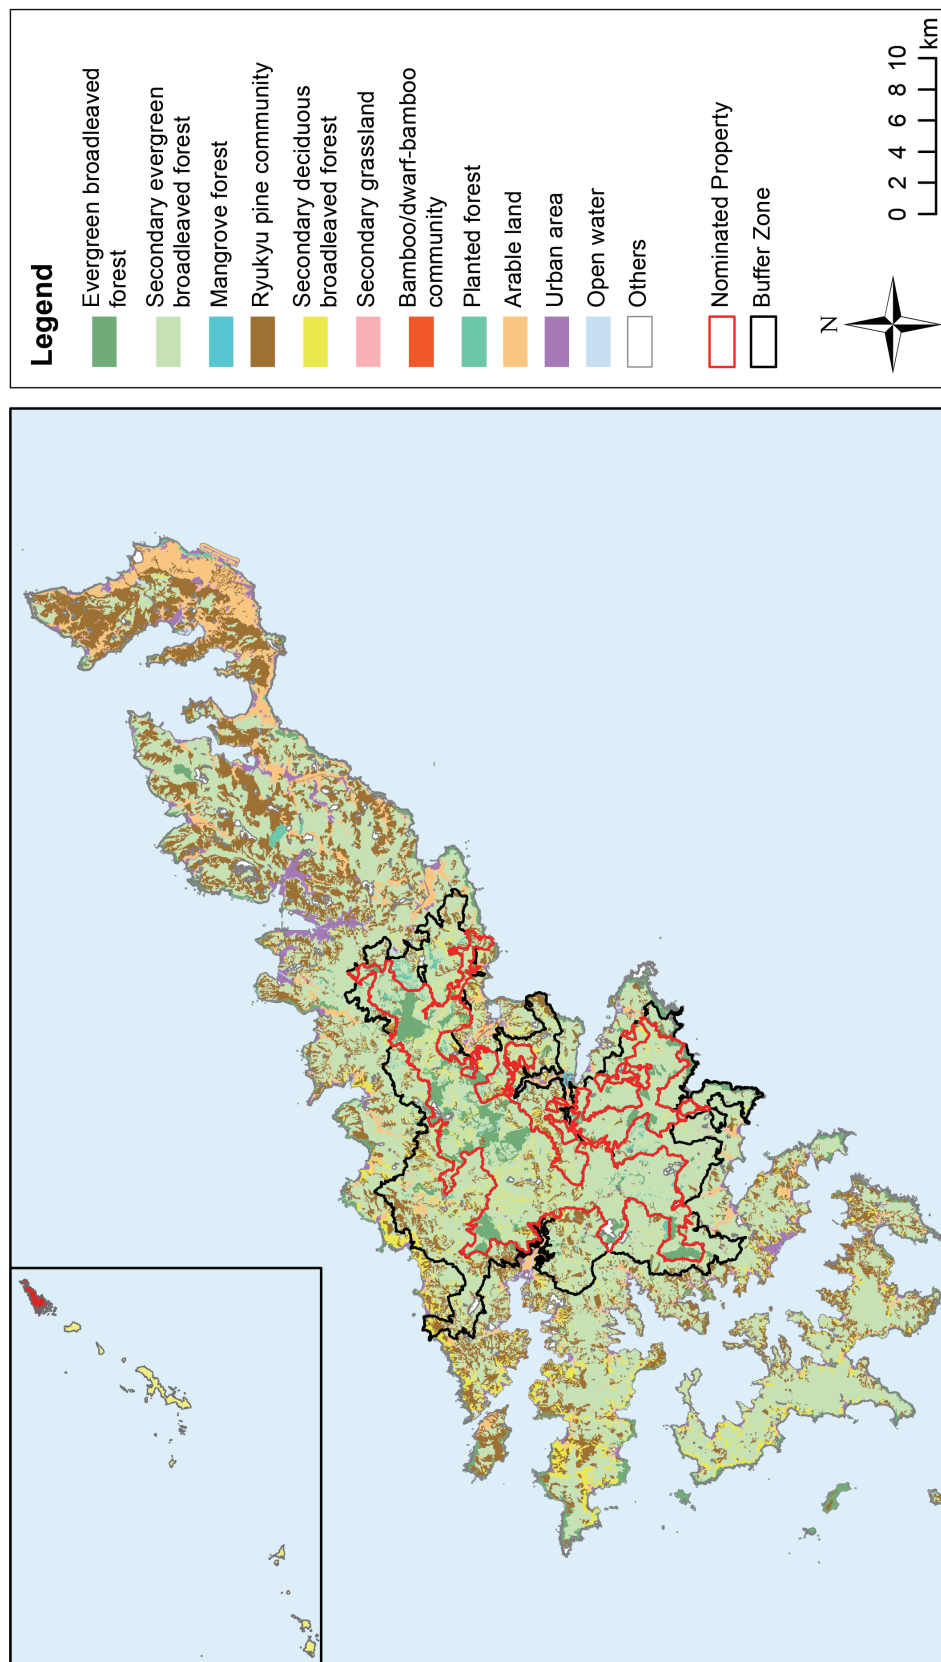 Legend
Evergreen broadleaved
forest
Secondary evergreen
broadleaved forest
Mangrove forest
Ryukyu pine community
Secondary deciduous
broadleaved forest
Secondary grassland
Bamboo/dwarf-bamboo
community
Planted forest
Arable land
Urban area
Open water
Others
Nominated Property
Buffer Zone
N
0 2 4 6 8 10
km